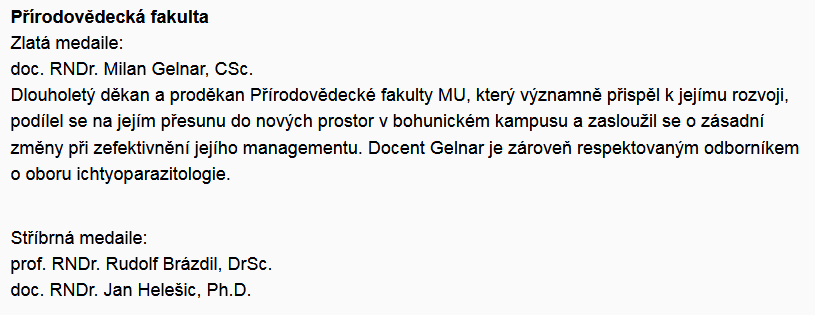 Přírodovědecká fakulta
Zlatá medaile:
doc. RNDr. Milan Gelnar, CSc.
Dlouholetý děkan a proděkan Přírodovědecké fakulty MU, který významně přispěl k jejímu rozvoji,
podílel se na jejím přesunu do nových prostor v bohunickém kampusu a zasloužil se o zásadní
změny při zefektivnění jejího managementu. Docent Gelnar je zároveň respektovaným odborníkem
o oboru ichtyoparazitologie.
Stříbrná medaile:
prof. RNDr. Rudolf Brázdil, DrSc.
doc. RNDr. Jan Helešic, Ph.D.